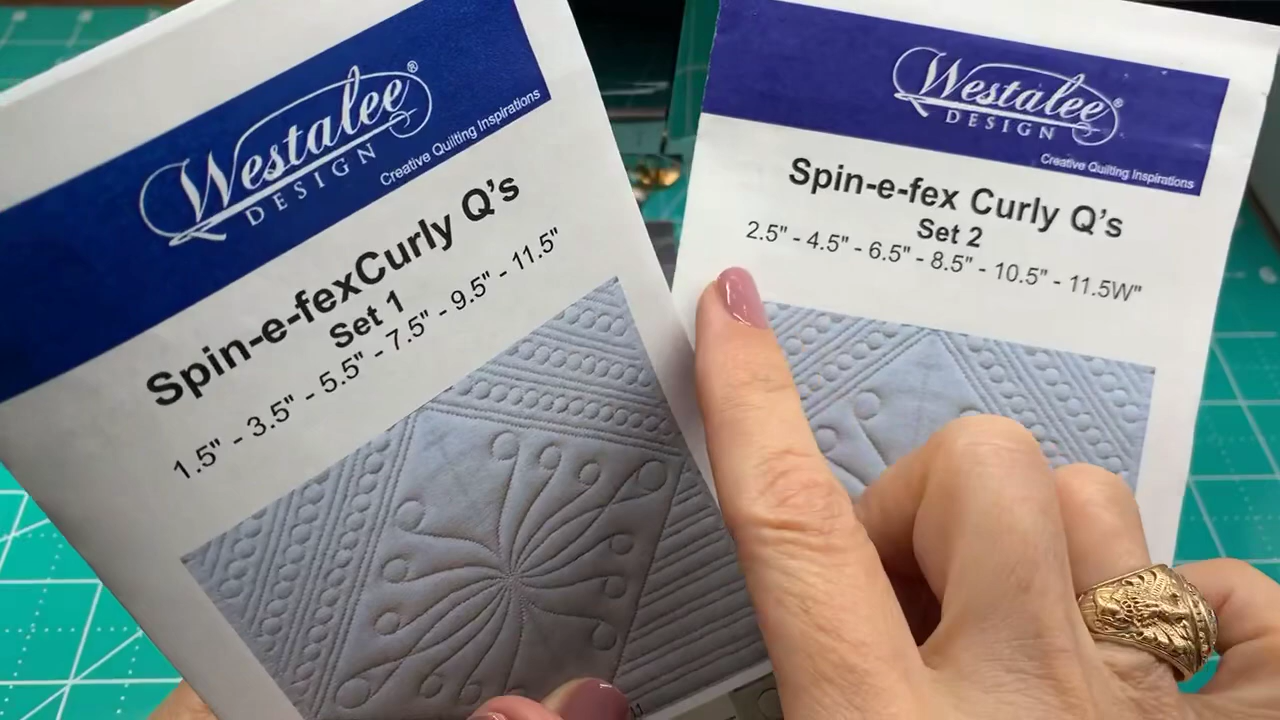 Westalee®
DESIGN
Creative Quilting Inspirations
Spin-e-fexCurly Q's
Set 1
1.5" - 3.5" - 5.5" - 7.5" - 9.5" - 11.5"
Westalee®
DESIGN
Creative Quilting Inspirations
Spin-e-fex Curly Q's
Set 2
2.5" - 4.5" - 6.5" - 8.5" - 10.5" - 11.5W"